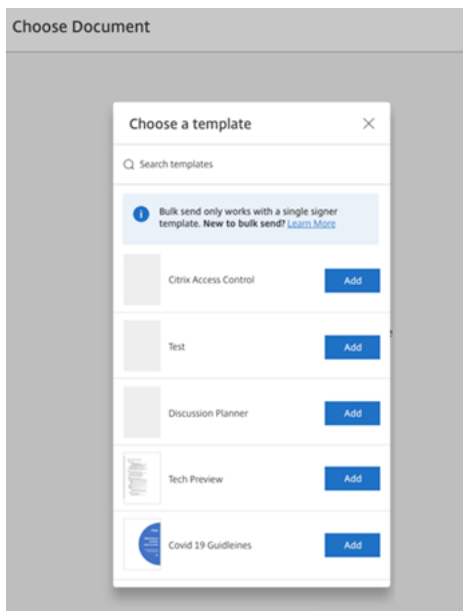 Choose Document
Choose a template
Search templates
Bulk send only works with a single signer
template. New to bulk send? Learn More
Citrix Access Control
Add
Test
Add
Discussion Planner
Add
Tech Preview
Add
Covid 19 Guidleines
Add